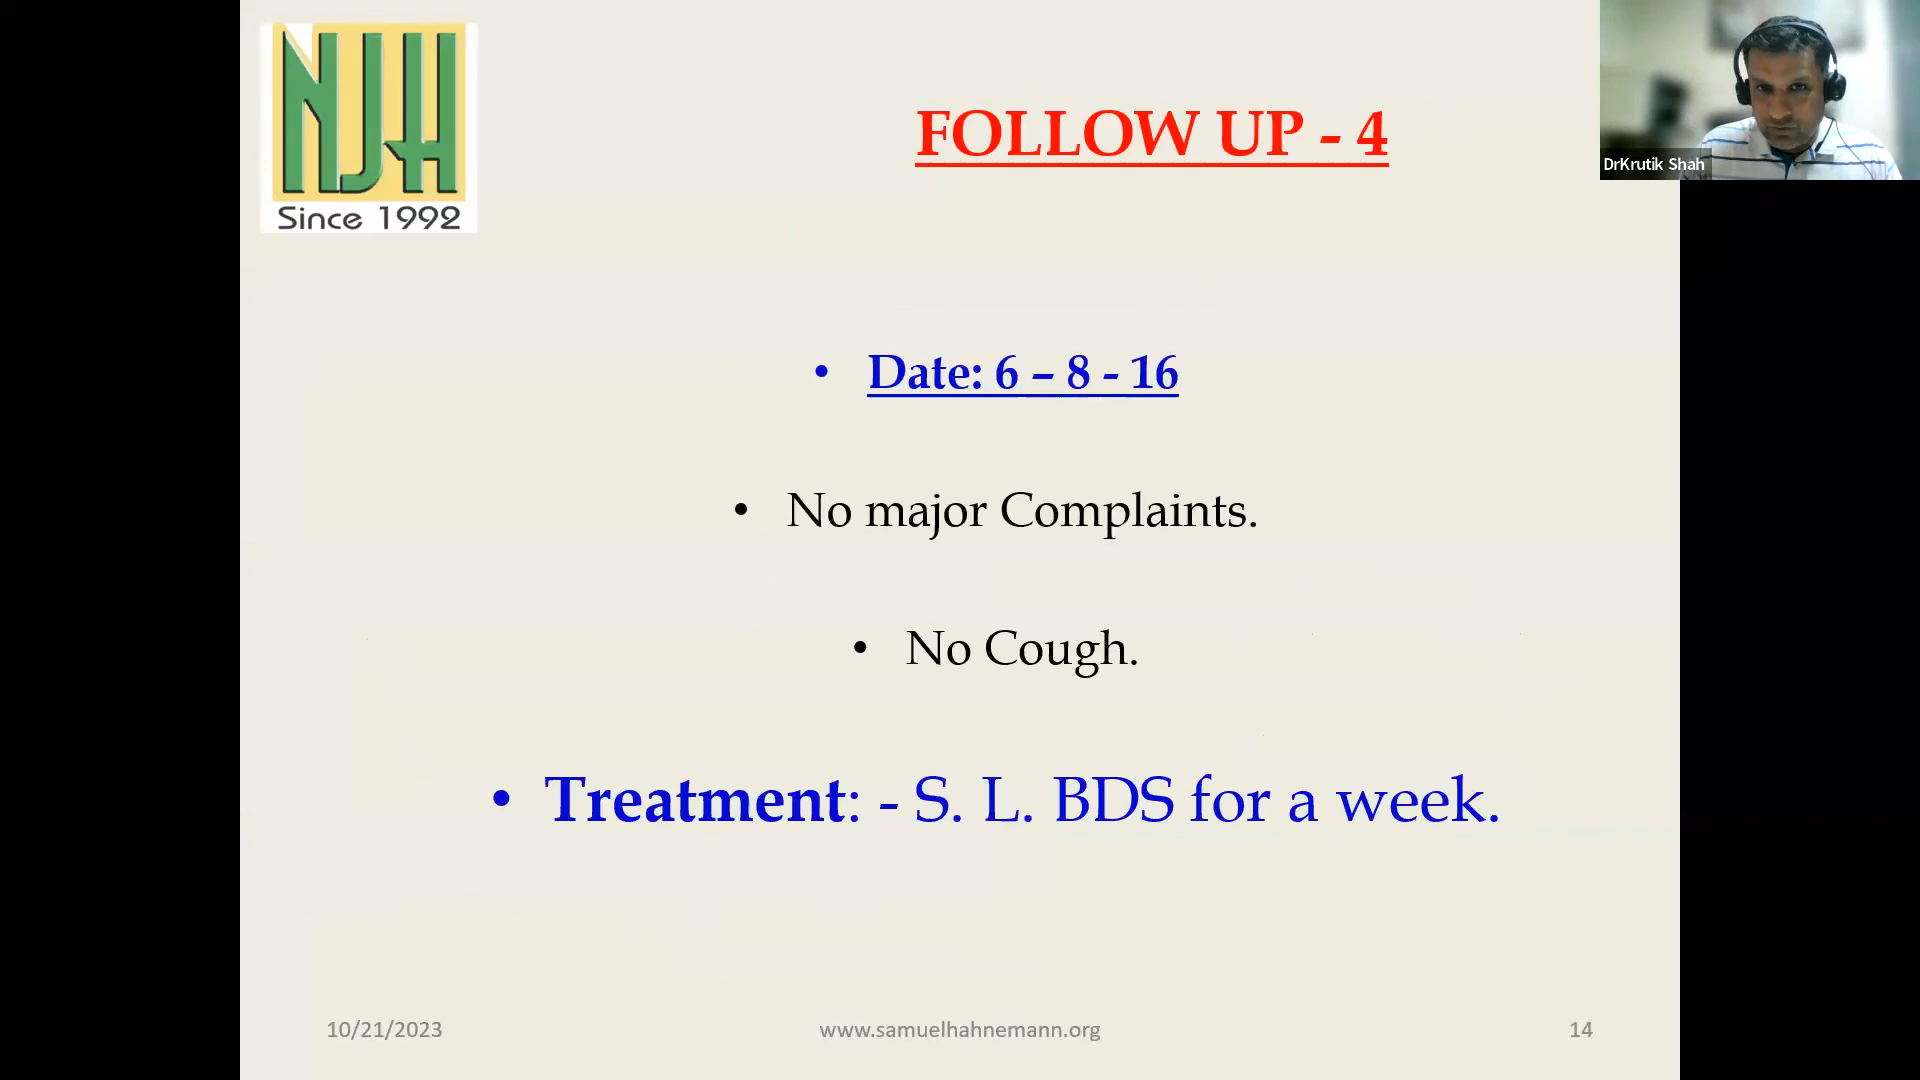 NJH
Since 1992
FOLLOW UP - 4
DrKrutik Shah
• Date: 6 – 8 - 16
• No major Complaints.
• No Cough.
• Treatment: - S. L. BDS for a week.
10/21/2023
www.samuelhahnemann.org
14